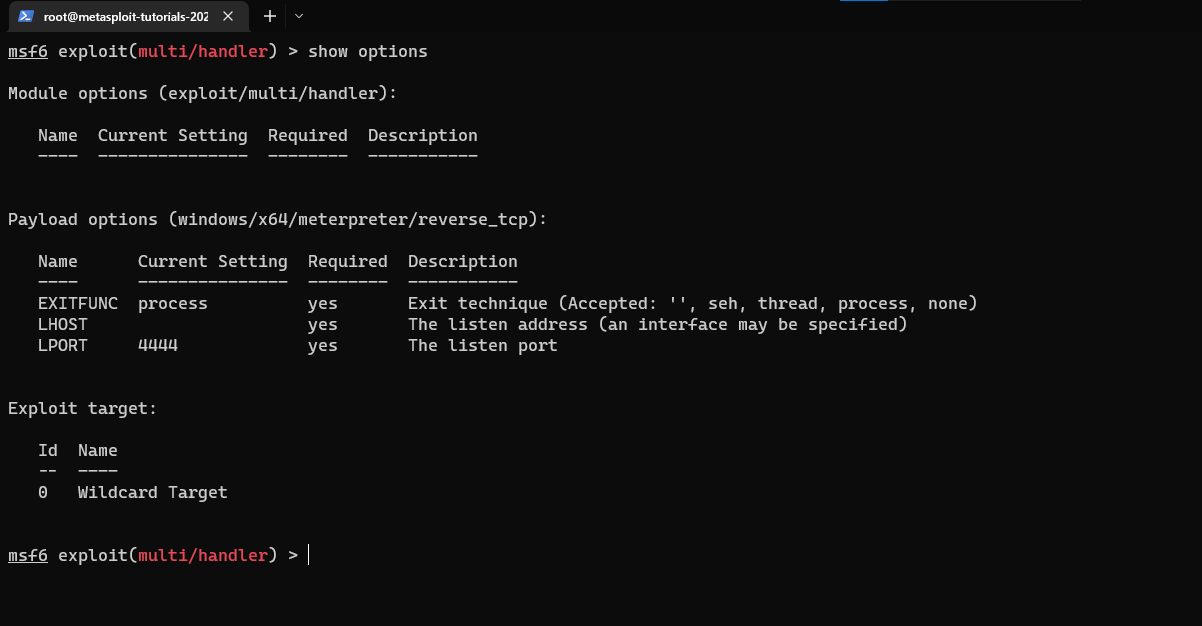 root@metasploit-tutorials-202
msf6 exploit(multi/handler) > show options
Module options (exploit/multi/handler):
Name  Current Setting  Required  Description
----  ---------------  --------  -----------
Payload options (windows/x64/meterpreter/reverse_tcp):
Name      Current Setting  Required  Description
----      ---------------  --------  -----------
EXITFUNC  process          yes       Exit technique (Accepted: '', seh, thread, process, none)
LHOST                      yes       The listen address (an interface may be specified)
LPORT     4444             yes       The listen port
Exploit target:
Id  Name
--  ----
0   Wildcard Target
msf6 exploit(multi/handler) >